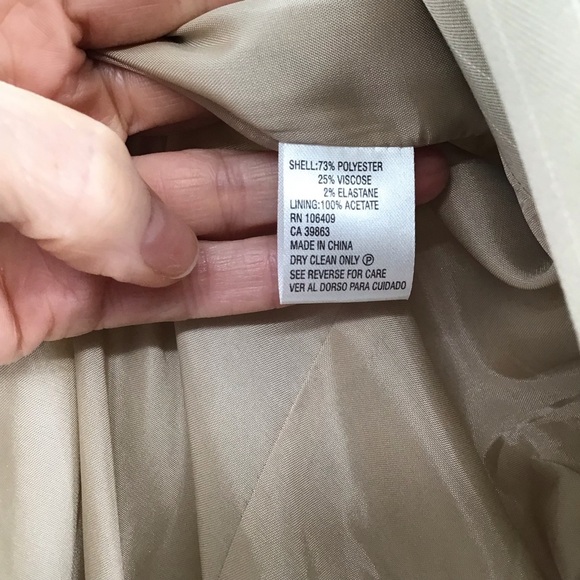 SHELL:73% POLYESTER
25% VISCOSE
2% ELASTANE
LINING:100% ACETATE
RN 106409
CA 39863
MADE IN CHINA
DRY CLEAN ONLY Ⓟ
SEE REVERSE FOR CARE
VER AL DORSO PARA CUIDADO